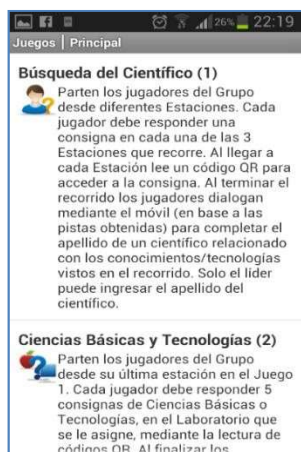 26% 22:19
Juegos | Principal
Búsqueda del Científico (1)
Parten los jugadores del Grupo
desde diferentes Estaciones. Cada
jugador debe responder una
consigna en cada una de las 3
Estaciones que recorre. Al llegar a
cada Estación lee un código QR para
acceder a la consigna. Al terminar el
recorrido los jugadores dialogan
mediante el móvil (en base a las
pistas obtenidas) para completar el
apellido de un científico relacionado
con los conocimientos/tecnologías
vistos en el recorrido. Solo el líder
puede ingresar el apellido del
científico.
Ciencias Básicas y Tecnologías (2)
Parten los jugadores del Grupo
desde su última estación en el Juego
1. Cada jugador debe responder 5
consignas de Ciencias Básicas o
Tecnologías, en el Laboratorio que
se le asigne, mediante la lectura de
códigos QR. Al finalizar los